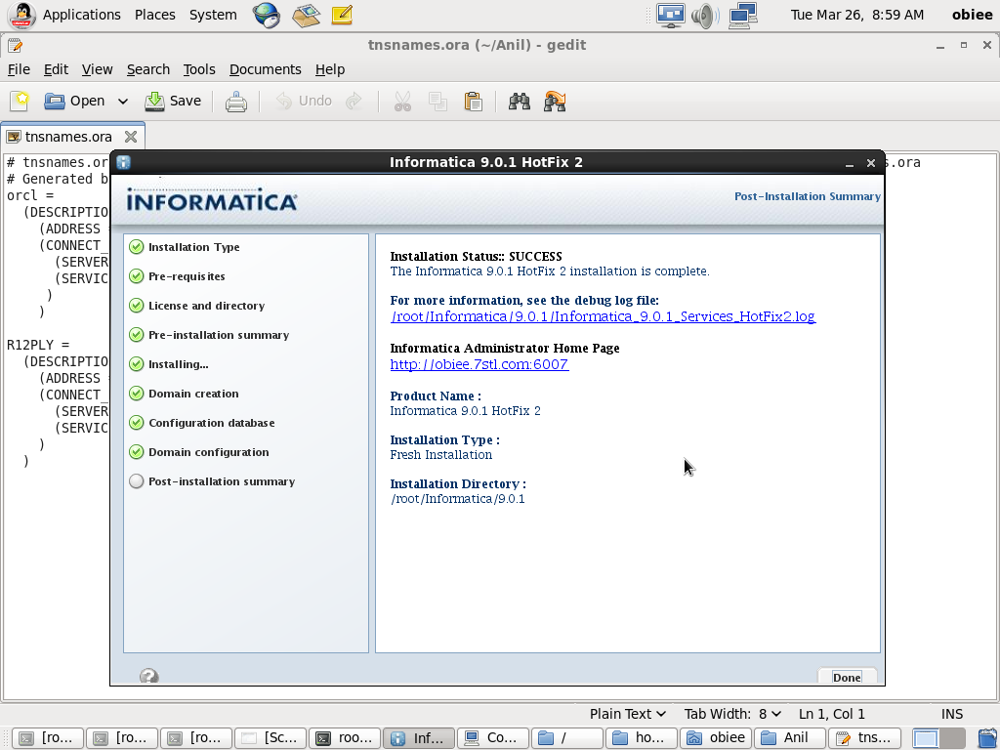 Applications Places System Tue Mar 26, 8:59 AM obiee
tnsnames.ora (~/Anil) - gedit
File Edit View Search Tools Documents Help
Open Save Undo
tnsnames.ora
# tnsnames.or s.ora
# Generated b
orcl =
(DESCRIPTIO
(ADDRESS
(CONNECT_
(SERVER
(SERVIC
)
)
R12PLY =
(DESCRIPTIO
(ADDRESS
(CONNECT_
(SERVER
(SERVIC
)
)
Informatica 9.0.1 HotFix 2
INFORMATICA
Post-Installation Summary
Installation Type
Pre-requisites
License and directory
Pre-installation summary
Installing...
Domain creation
Configuration database
Domain configuration
Post-installation summary
Installation Status:: SUCCESS
The Informatica 9.0.1 HotFix 2 installation is complete.
For more information, see the debug log file:
/root/Informatica/9.0.1/Informatica_9.0.1_Services_HotFix2.log
Informatica Administrator Home Page
http://obiee.7stl.com:6007
Product Name :
Informatica 9.0.1 HotFix 2
Installation Type :
Fresh Installation
Installation Directory :
/root/Informatica/9.0.1
? Done
Plain Text Tab Width: 8 Ln 1, Col 1 INS
[ro... [ro... [ro... [Sc... roo... Inf... Co... / ho... obiee Anil tns...